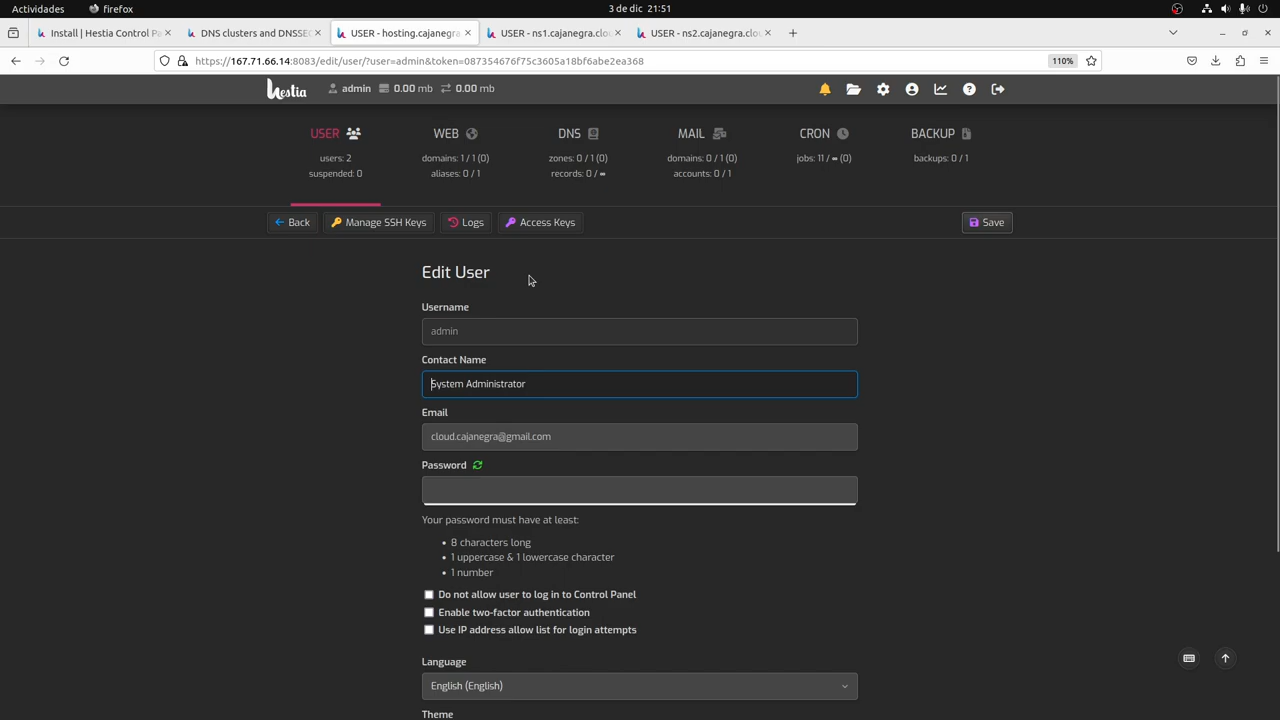 Actividades
firefox
3 de dic 21:51
Install | Hestia Control Pa
DNS clusters and DNSSEC
USER - hosting.cajanegra.
USER - ns1.cajanegra.clou
USER - ns2.cajanegra.clou
https://167.71.66.14:8083/edit/user/?user=admin&token=087354676f75c3605a18bf6abe2ea368
110%
hestia
admin
0.00 mb
0.00 mb
USER
users: 2
suspended: 0
WEB
domains: 1 / 1 (0)
aliases: 0 / 1
DNS
zones: 0 / 1 (0)
records: 0 / ∞
MAIL
domains: 0 / 1 (0)
accounts: 0 / 1
CRON
jobs: 11 / ∞ (0)
BACKUP
backups: 0 / 1
Back
Manage SSH Keys
Logs
Access Keys
Save
Edit User
Username
admin
Contact Name
System Administrator
Email
cloud.cajanegra@gmail.com
Password
Your password must have at least:
• 8 characters long
• 1 uppercase & 1 lowercase character
• 1 number
Do not allow user to log in to Control Panel
Enable two-factor authentication
Use IP address allow list for login attempts
Language
English (English)
Theme